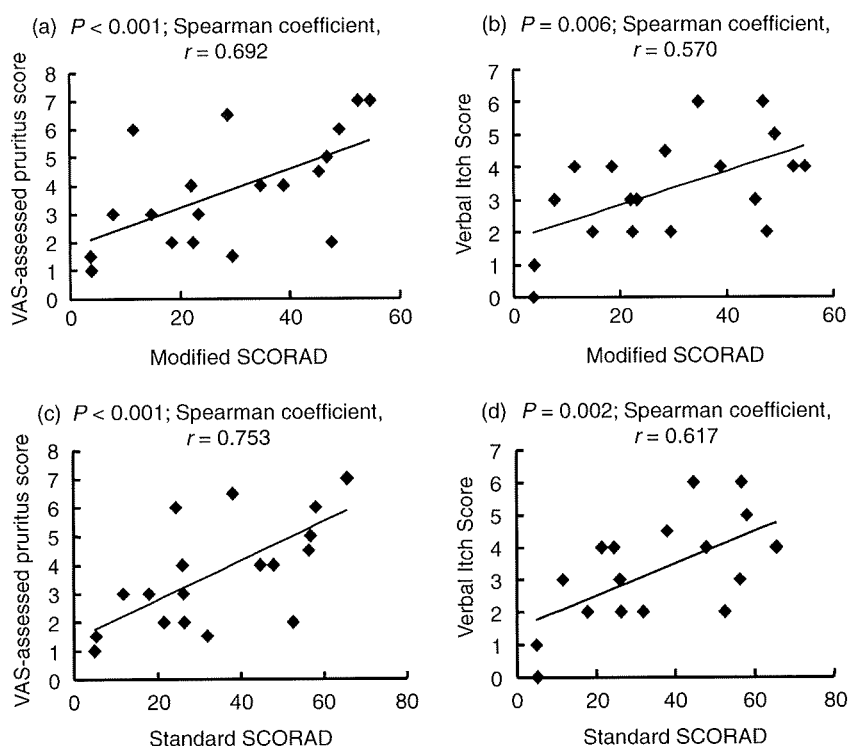 (a) P < 0.001; Spearman coefficient,
r = 0.692
VAS-assessed pruritus score
8
7
6
5
4
3
2
1
0
0 20 40 60
Modified SCORAD
(b) P = 0.006; Spearman coefficient,
r = 0.570
Verbal Itch Score
7
6
5
4
3
2
1
0
0 20 40 60
Modified SCORAD
(c) P < 0.001; Spearman coefficient,
r = 0.753
VAS-assessed pruritus score
8
7
6
5
4
3
2
1
0
0 20 40 60 80
Standard SCORAD
(d) P = 0.002; Spearman coefficient,
r = 0.617
Verbal Itch Score
7
6
5
4
3
2
1
0
0 20 40 60 80
Standard SCORAD